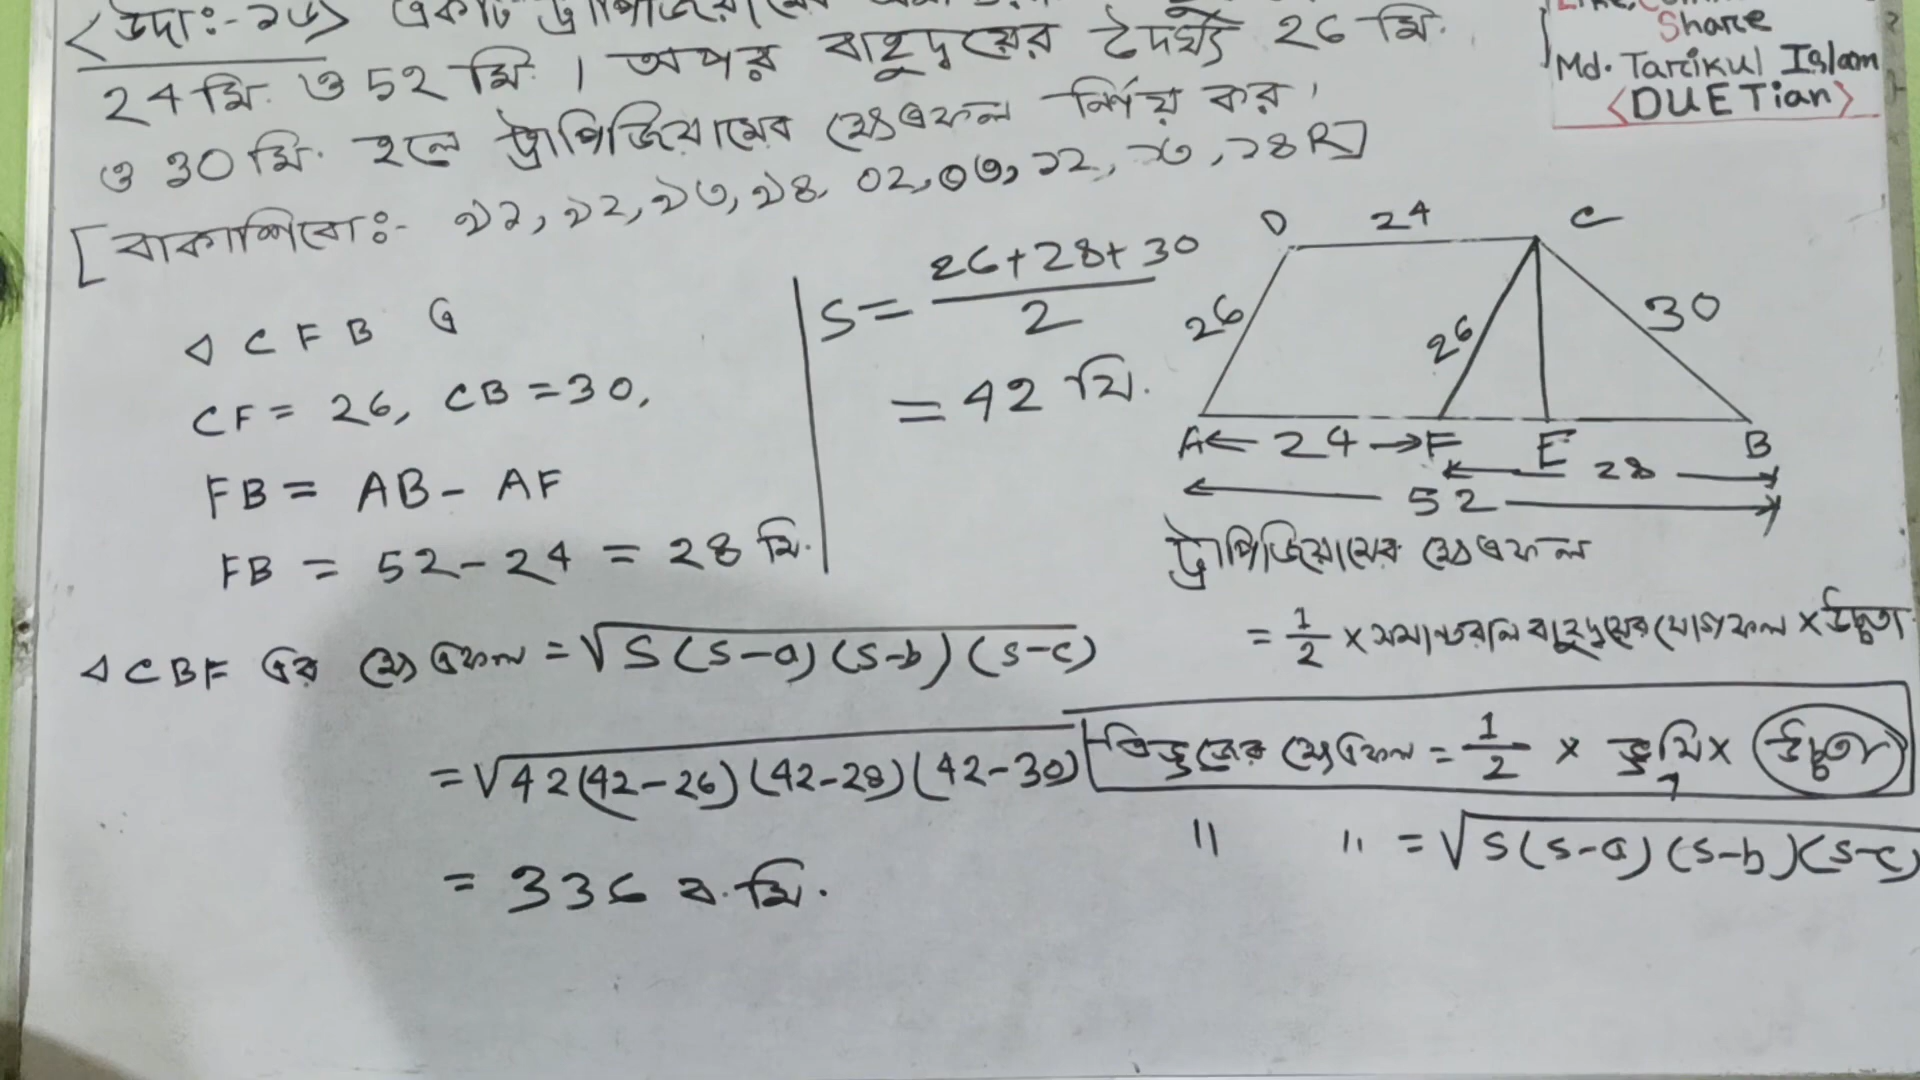 <উদাঃ-১৬> একটি ট্রাপিজিয়ামের
24 মি. ও 52 মি. । অপর বাহুদ্বয়ের দৈর্ঘ্য 26 মি.
ও 30 মি. হলে ট্রাপিজিয়ামের ক্ষেত্রফল নির্ণয় কর।
[বাকাশিবোঃ-
Share
Md. Tarikul Islam
<DUETian>
△ CFB এ
CF = 26, CB = 30,
FB = AB - AF
FB = 52 - 24 = 28 মি.
S = (26+28+30)/2
= 42 মি.
D 24 C
26 26 30
A ← 24 → F E B
← 28 →
← 52 →
ট্রাপিজিয়ামের ক্ষেত্রফল
= 1/2 × সমান্তরাল বাহুদ্বয়ের যোগফল × উচ্চতা
△ CBF এর ক্ষেত্রফল = √S(S-a)(S-b)(S-c)
= √42(42-26)(42-28)(42-30)
= 336 ব. মি.
ত্রিভুজের ক্ষেত্রফল = 1/2 × ভূমি × উচ্চতা
" " = √S(S-a)(S-b)(S-c)